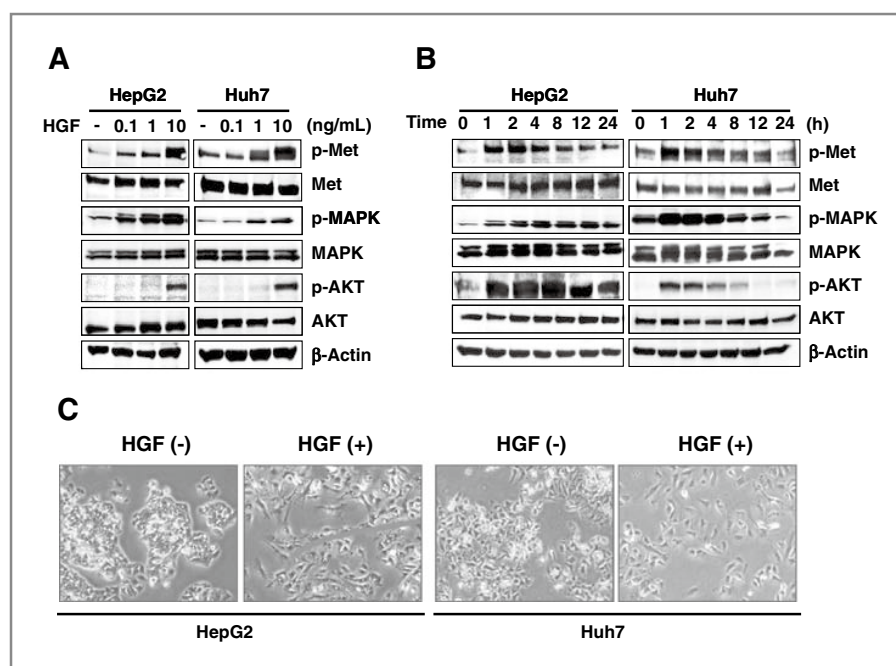 A
HepG2 Huh7
HGF - 0.1 1 10 - 0.1 1 10 (ng/mL)
p-Met
Met
p-MAPK
MAPK
p-AKT
AKT
β-Actin
B
HepG2 Huh7
Time 0 1 2 4 8 12 24 0 1 2 4 8 12 24 (h)
p-Met
Met
p-MAPK
MAPK
p-AKT
AKT
β-Actin
C
HGF (-) HGF (+) HGF (-) HGF (+)
HepG2 Huh7